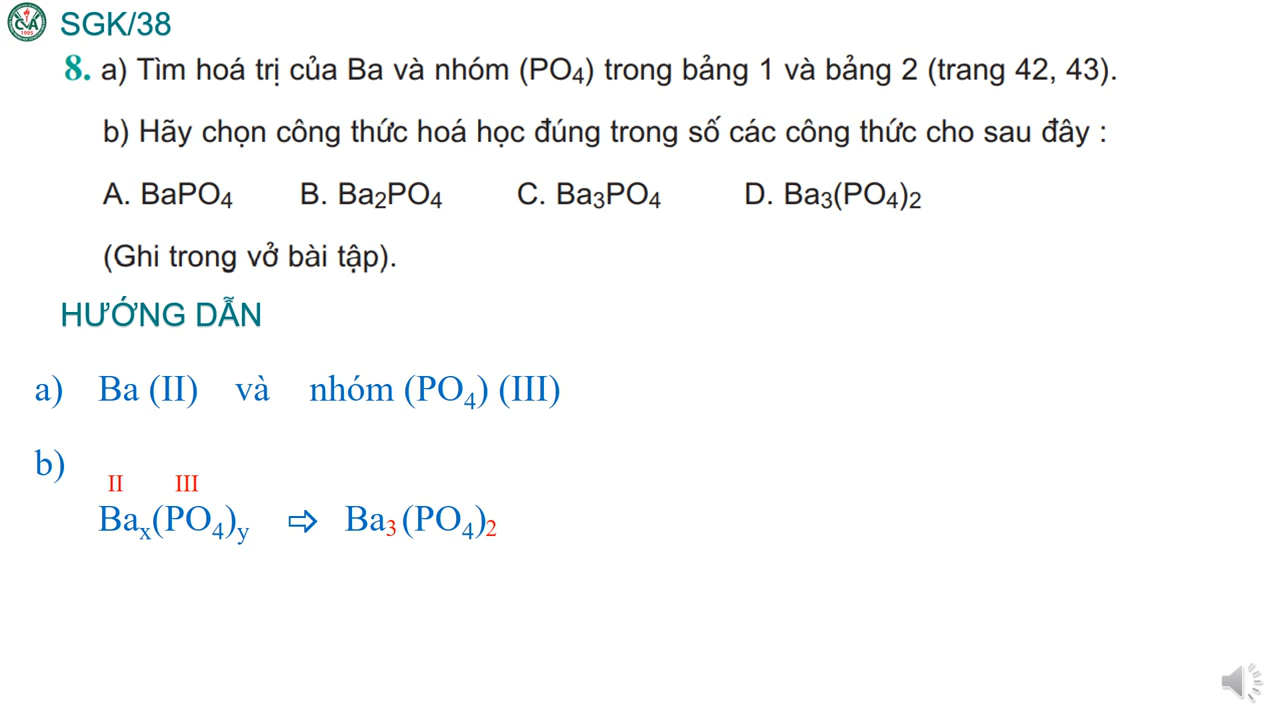 CVA
1995
SGK/38
8. a) Tìm hoá trị của Ba và nhóm (PO4) trong bảng 1 và bảng 2 (trang 42, 43).
b) Hãy chọn công thức hoá học đúng trong số các công thức cho sau đây :
A. BaPO4 B. Ba2PO4 C. Ba3PO4 D. Ba3(PO4)2
(Ghi trong vở bài tập).
HƯỚNG DẪN
a) Ba (II) và nhóm (PO4) (III)
b)
II III
Bax(PO4)y ⇨ Ba3(PO4)2